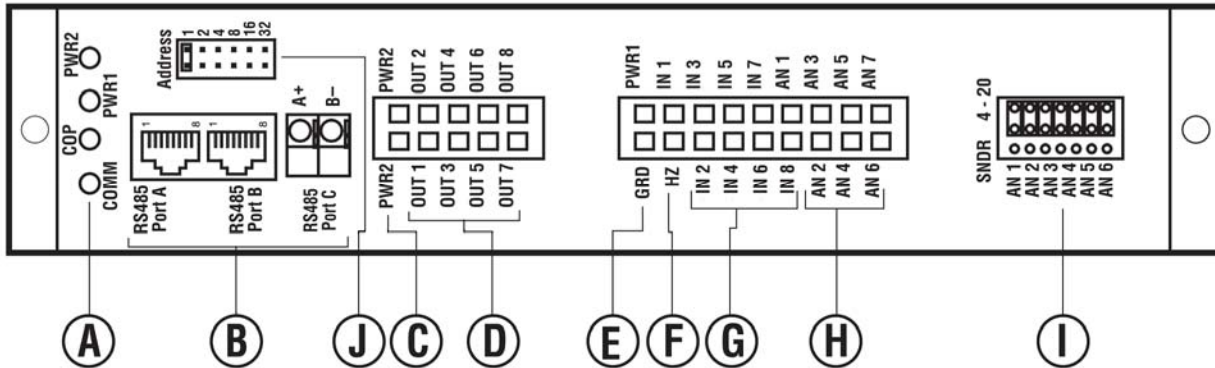 PWR2
PWR1
COP
COMM
Address
1
2
4
8
16
32
1
8
1
8
A+
B–
RS485
Port A
RS485
Port B
RS485
Port C
PWR2
OUT 2
OUT 4
OUT 6
OUT 8
PWR2
OUT 1
OUT 3
OUT 5
OUT 7
PWR1
IN 1
IN 3
IN 5
IN 7
AN 1
AN 3
AN 5
AN 7
GRD
HZ
IN 2
IN 4
IN 6
IN 8
AN 2
AN 4
AN 6
4 - 20
SNDR
AN 1
AN 2
AN 3
AN 4
AN 5
AN 6
A
B
J
C
D
E
F
G
H
I